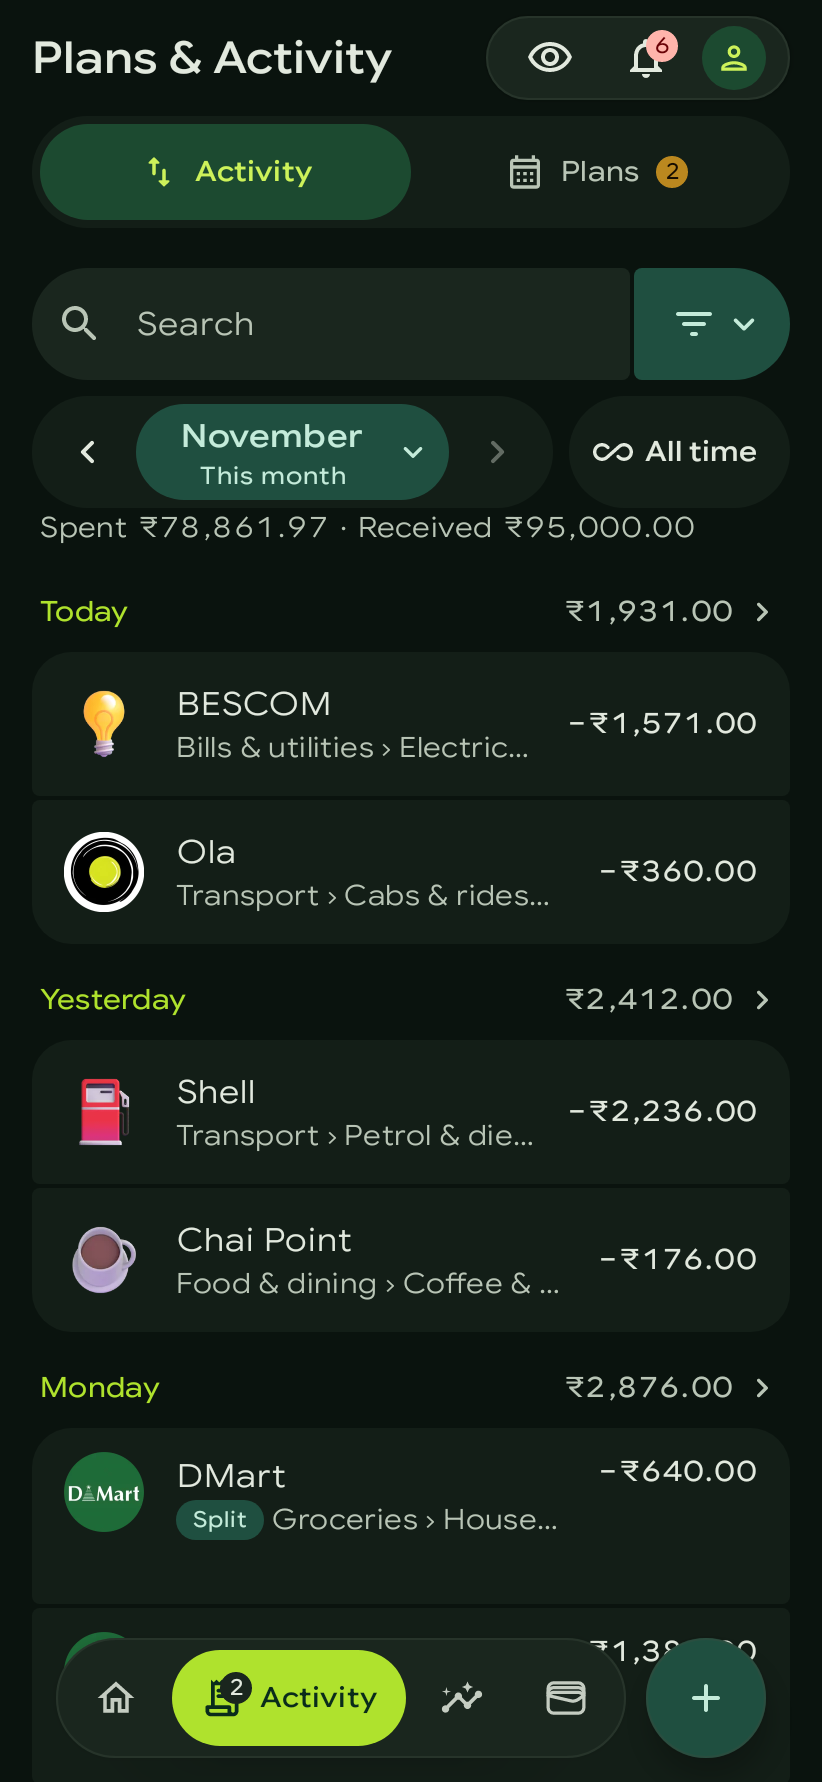 Plans & Activity
6
Activity
Plans 2
Search
November
This month
All time
Spent ₹78,861.97 · Received ₹95,000.00
Today ₹1,931.00
BESCOM
Bills & utilities › Electric...
−₹1,571.00
Ola
Transport › Cabs & rides...
−₹360.00
Yesterday ₹2,412.00
Shell
Transport › Petrol & die...
−₹2,236.00
Chai Point
Food & dining › Coffee & ...
−₹176.00
Monday ₹2,876.00
DMart
DMart
Split Groceries › House...
−₹640.00
2
Activity